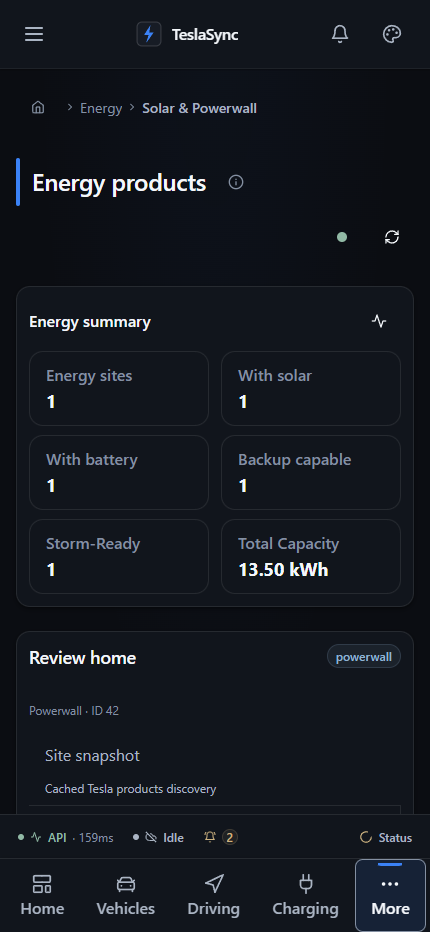 TeslaSync
Energy
Solar & Powerwall
Energy products
Energy summary
Energy sites
1
With solar
1
With battery
1
Backup capable
1
Storm-Ready
1
Total Capacity
13.50 kWh
Review home
powerwall
Powerwall · ID 42
Site snapshot
Cached Tesla products discovery
API · 159ms
Idle
2
Status
Home
Vehicles
Driving
Charging
More